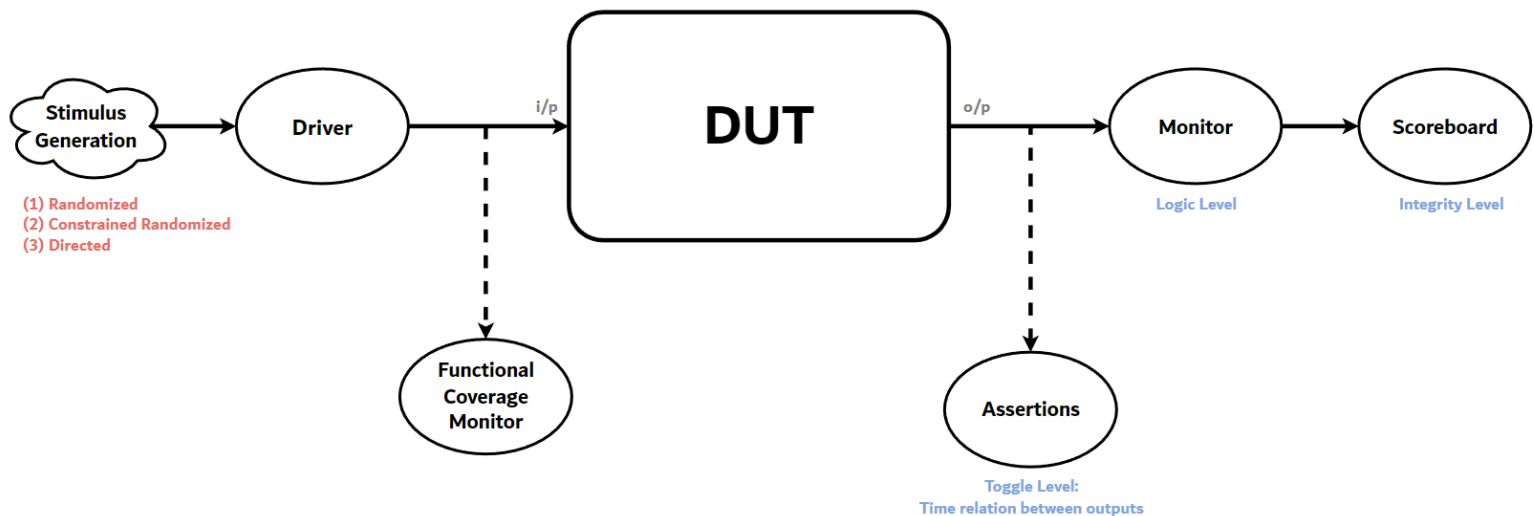 Stimulus
Generation
(1) Randomized
(2) Constrained Randomized
(3) Directed
Driver
i/p
DUT
o/p
Monitor
Logic Level
Scoreboard
Integrity Level
Functional
Coverage
Monitor
Assertions
Toggle Level:
Time relation between outputs